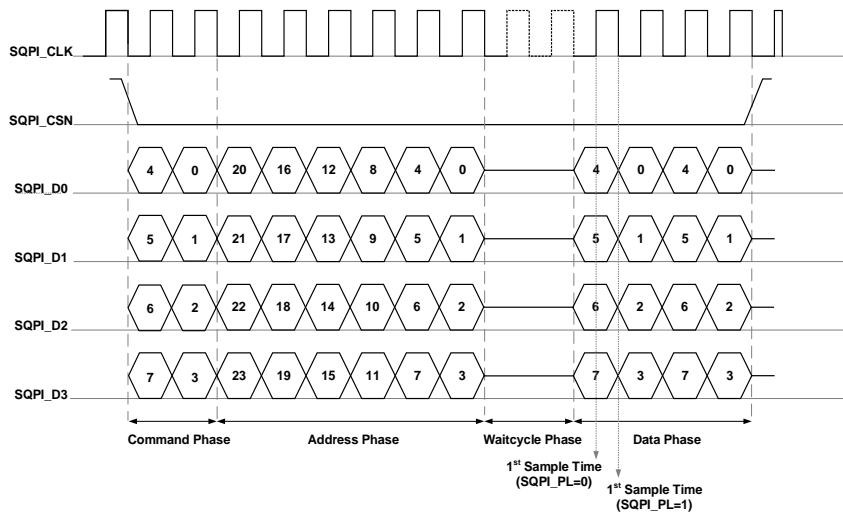 SQPI_CLK
SQPI_CSN
SQPI_D0
4 0 20 16 12 8 4 0 4 0 4 0
SQPI_D1
5 1 21 17 13 9 5 1 5 1 5 1
SQPI_D2
6 2 22 18 14 10 6 2 6 2 6 2
SQPI_D3
7 3 23 19 15 11 7 3 7 3 7 3
Command Phase Address Phase Waitcycle Phase Data Phase
1st Sample Time
(SQPI_PL=0)
1st Sample Time
(SQPI_PL=1)